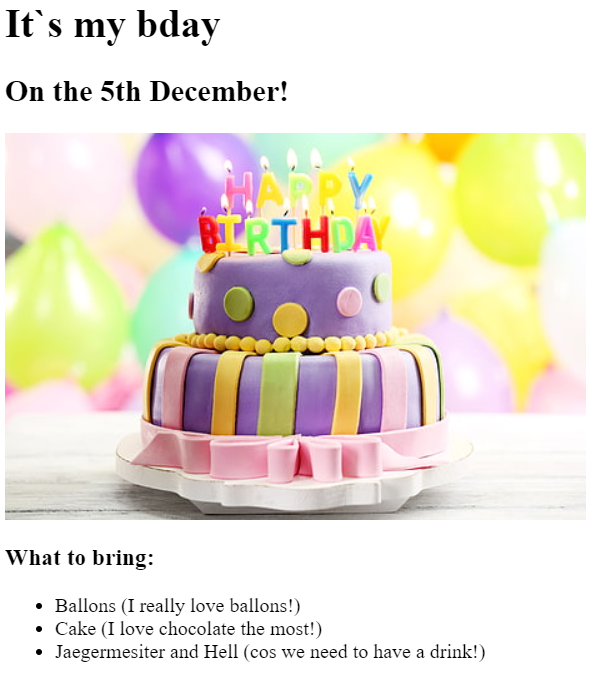 It`s my bday
On the 5th December!
HAPPY
BIRTHDAY
What to bring:
Ballons (I really love ballons!)
Cake (I love chocolate the most!)
Jaegermesiter and Hell (cos we need to have a drink!)